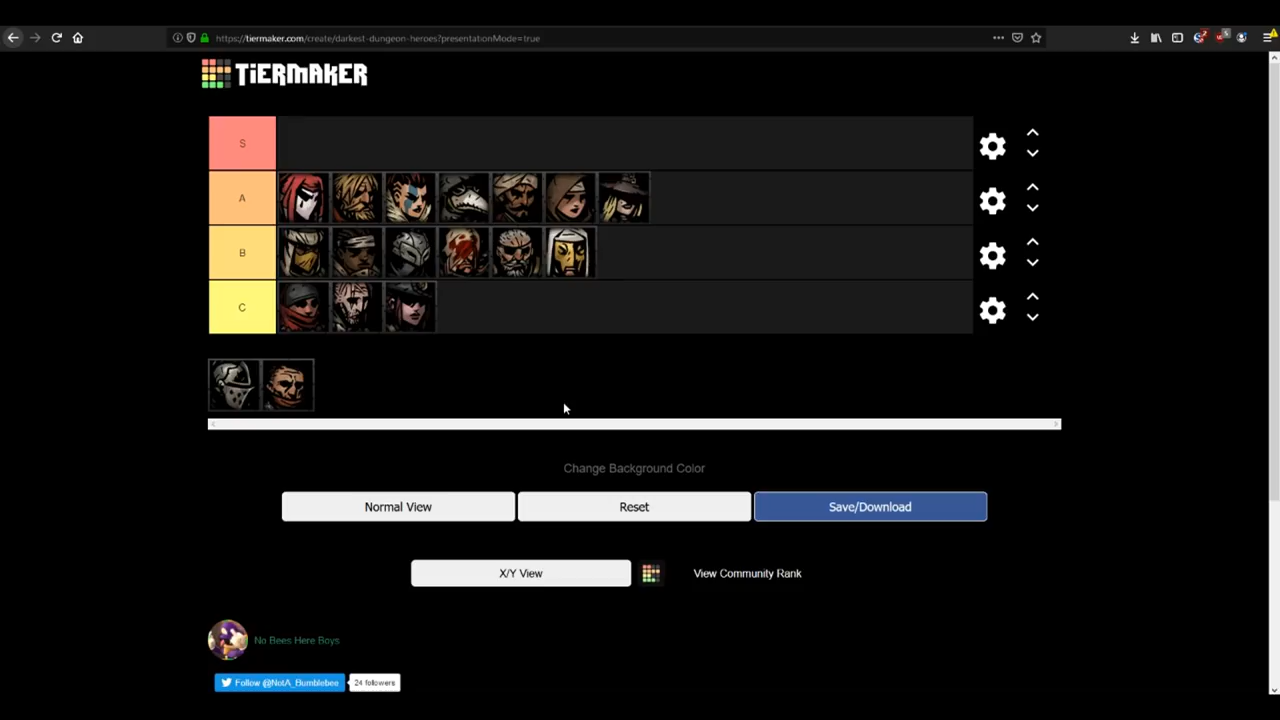 https://tiermaker.com/create/darkest-dungeon-heroes?presentationMode=true
TiERMAKER
S
A
B
C
Change Background Color
Normal View
Reset
Save/Download
X/Y View
View Community Rank
No Bees Here Boys
Follow @NotA_Bumblebee
24 followers